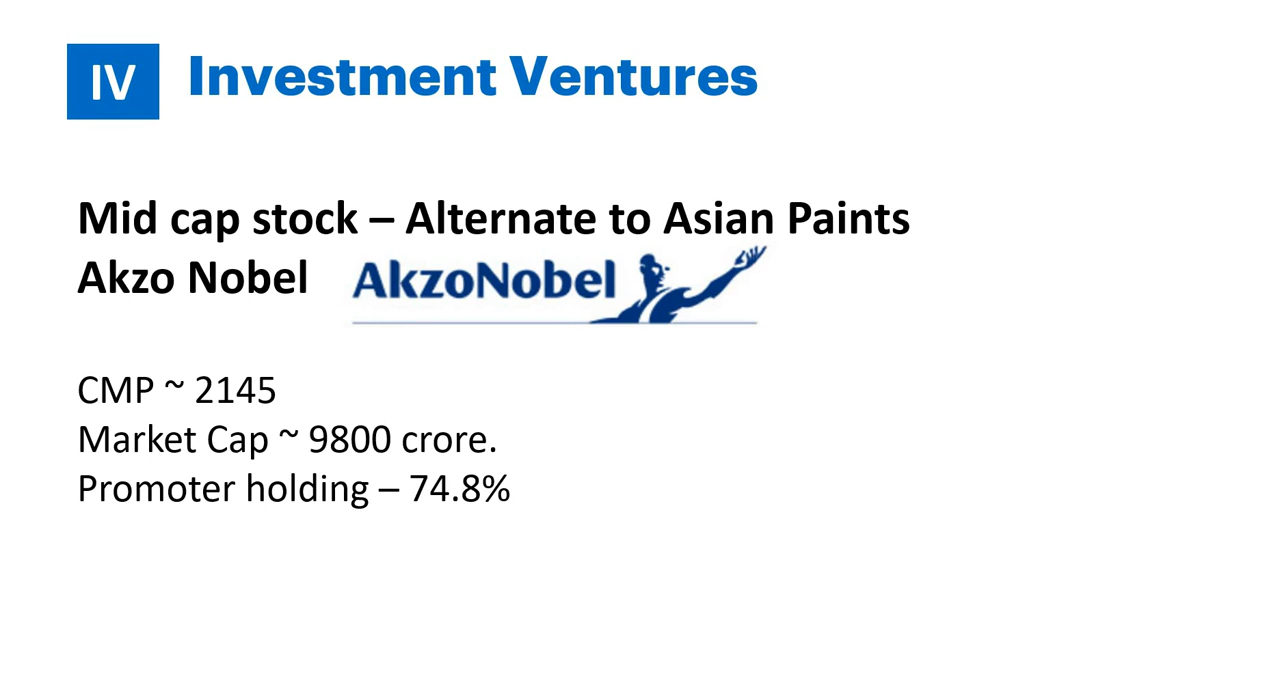 IV Investment Ventures
Mid cap stock – Alternate to Asian Paints
Akzo Nobel AkzoNobel
CMP ~ 2145
Market Cap ~ 9800 crore.
Promoter holding – 74.8%